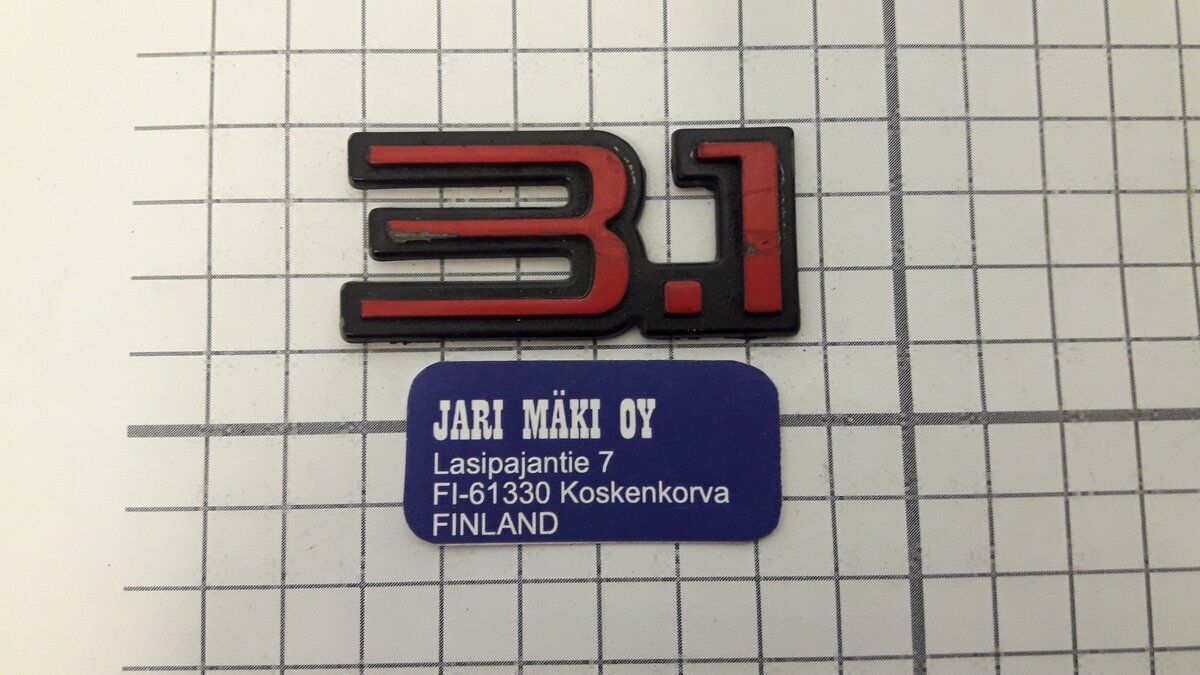 3.1
JARI MÄKI OY
Lasipajantie 7
FI-61330 Koskenkorva
FINLAND